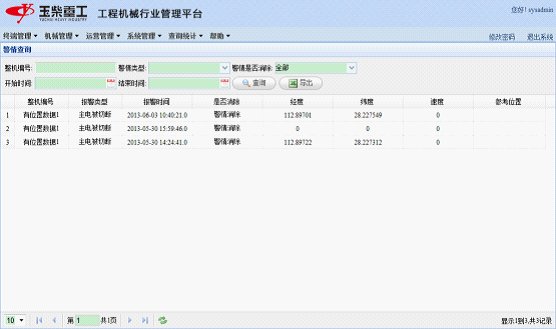 玉柴重工 工程机械行业管理平台
YUCHAI HEAVY INDUSTRY
您好! sysadmin
终端管理 机械管理 运营管理 系统管理 查询统计 帮助 修改密码 退出系统
警情查询
整机编号: 警情类型: 警情是否消除: 全部
开始时间: 结束时间: 查询 导出
整机编号 报警类型 报警时间 是否消除 经度 纬度 速度 参考位置
1 有位置数据1 主电被切断 2013-06-03 10:40:21.0 警情消除 112.89701 28.227549 0
2 有位置数据1 主电被切断 2013-05-30 15:59:46.0 警情消除 0 0 0
3 有位置数据1 主电被切断 2013-05-30 14:24:41.0 警情消除 112.89722 28.227312 0
10 第 1 共1页 显示1到3,共3记录